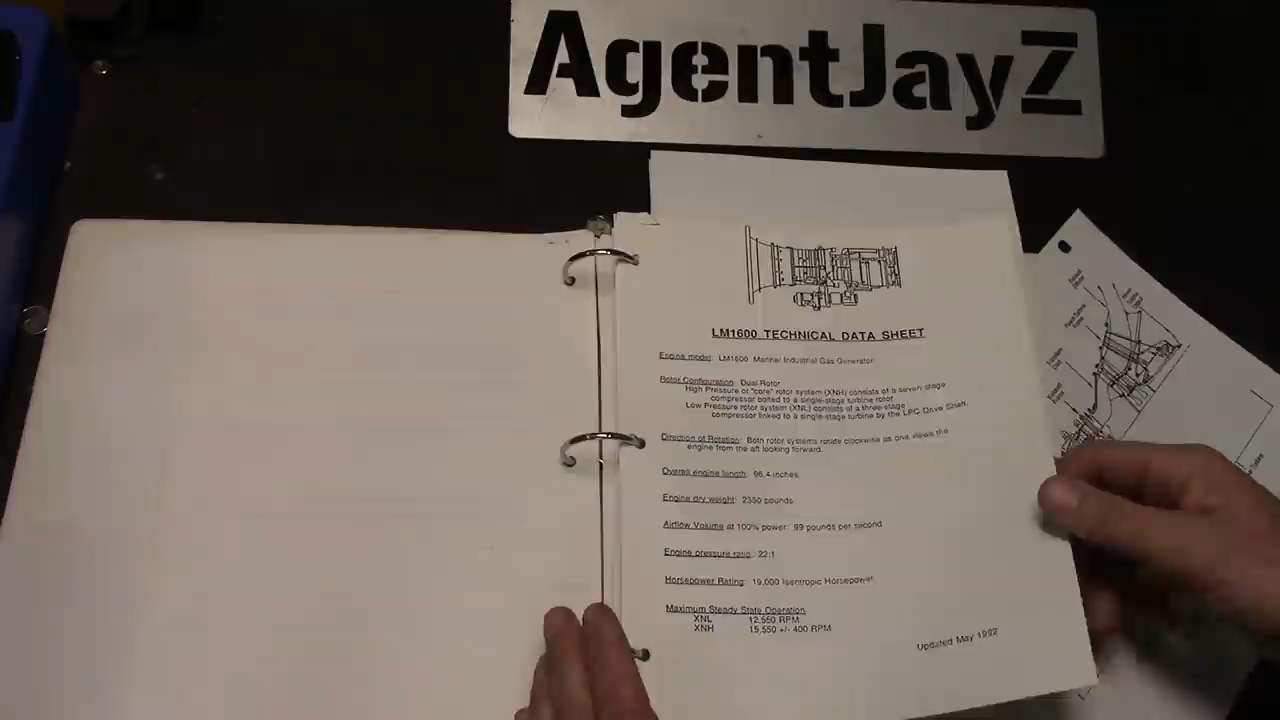 AgentJayZ
LM1600 TECHNICAL DATA SHEET
Engine model: LM1600 Marine/Industrial Gas Generator
Rotor Configuration: Dual Rotor
High Pressure or "core" rotor system (XNH) consists of a seven-stage
compressor bolted to a single-stage turbine rotor.
Low Pressure rotor system (XNL) consists of a three-stage
compressor linked to a single-stage turbine by the LPC Drive Shaft.
Direction of Rotation: Both rotor systems rotate clockwise as one views the
engine from the aft looking forward.
Overall engine length: 96.4 inches
Engine dry weight: 2350 pounds
Airflow Volume at 100% power: 99 pounds per second
Engine pressure ratio: 22:1
Horsepower Rating: 19,000 Isentropic Horsepower
Maximum Steady State Operation
XNL 12,550 RPM
XNH 15,550 +/- 400 RPM
Updated May 1992